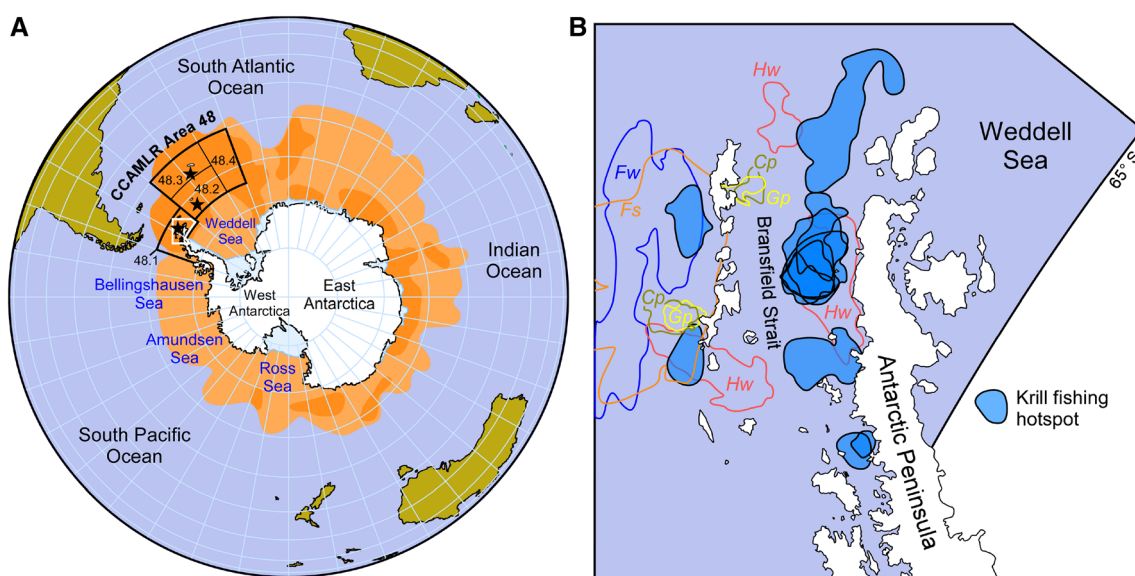 A
South Atlantic
Ocean
CCAMLR Area 48
48.4
48.3
48.2
48.1
Weddell
Sea
Bellingshausen
Sea
Indian
Ocean
West
Antarctica
East
Antarctica
Amundsen
Sea
Ross
Sea
South Pacific
Ocean
B
Hw
Weddell
Sea
65° S
Fw
Cp
Gp
Fs
Bransfield Strait
Cp
Gp
Hw
Hw
Antarctic Peninsula
Krill fishing
hotspot